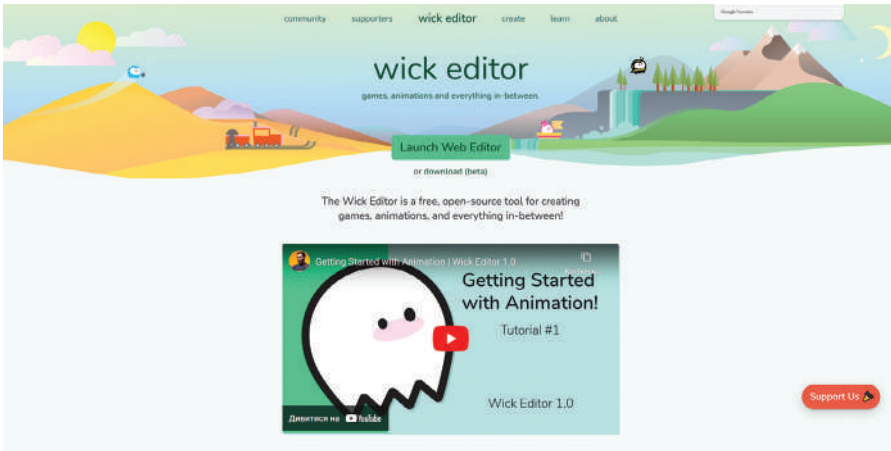 community supporters wick editor create learn about
wick editor
games, animations and everything in-between.
Launch Web Editor
or download (beta)
The Wick Editor is a free, open-source tool for creating
games, animations, and everything in-between!
Getting Started with Animation | Wick Editor 1.0
Getting Started
with Animation!
Tutorial #1
Wick Editor 1.0
Дивитися на YouTube
Support Us